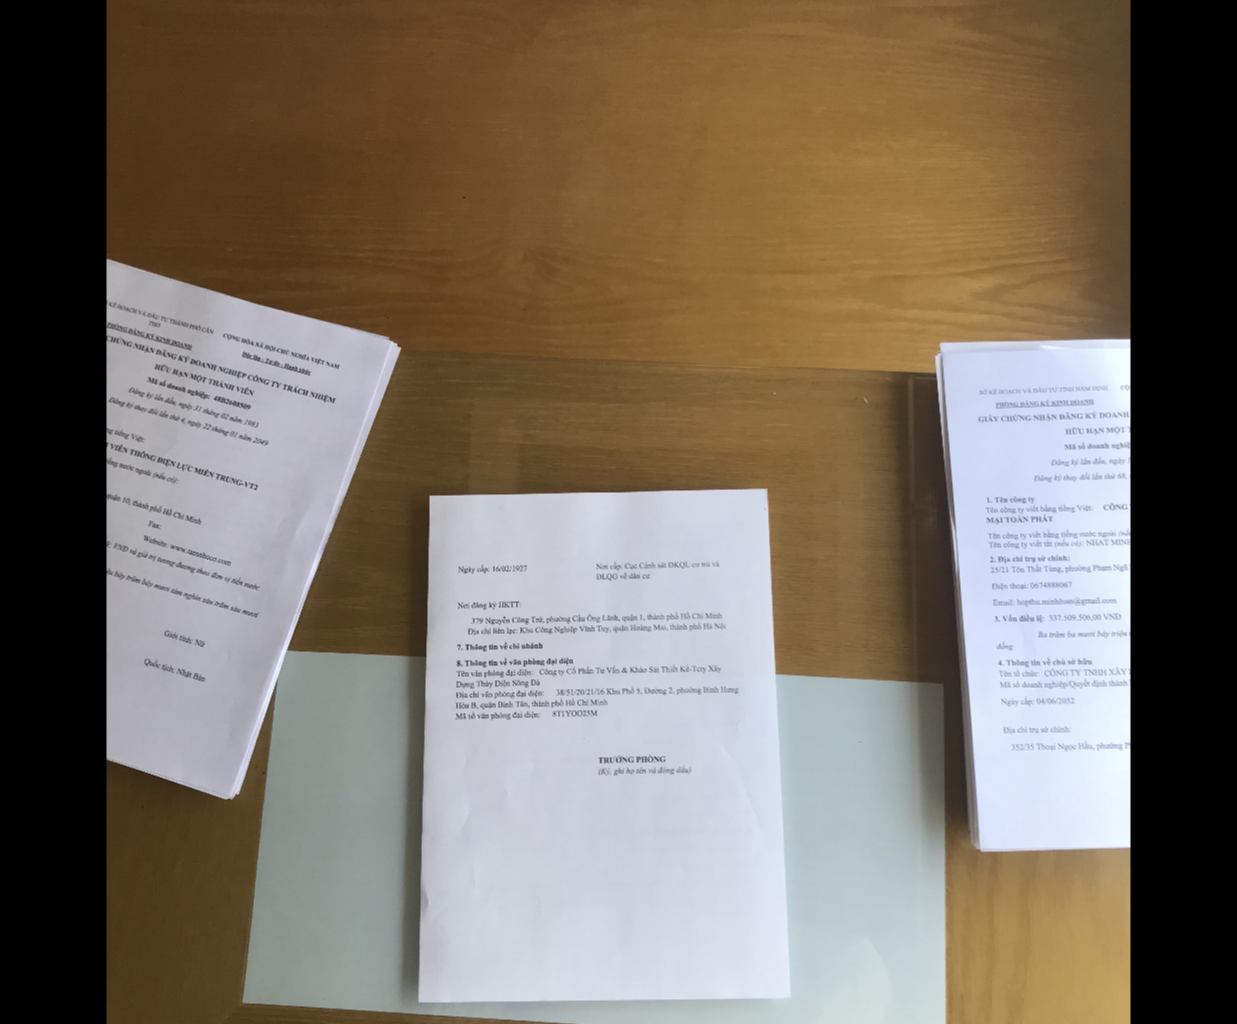 KẾ HOẠCH VÀ ĐẦU TƯ THÀNH PHỐ CẦN
THƠ
PHÒNG ĐĂNG KÝ KINH DOANH
CỘNG HÒA XÃ HỘI CHỦ NGHĨA VIỆT NAM
Độc lập - Tự do - Hạnh phúc
CHỨNG NHẬN ĐĂNG KÝ DOANH NGHIỆP CÔNG TY TRÁCH NHIỆM
HỮU HẠN MỘT THÀNH VIÊN
Mã số doanh nghiệp: 48B2608509
Đăng ký lần đầu, ngày 31 tháng 02 năm 1983
Đăng ký thay đổi lần thứ 4, ngày 22 tháng 01 năm 2049
tiếng Việt:
VIỄN THÔNG ĐIỆN LỰC MIỀN TRUNG-VT2
nước ngoài (nếu có):
quận 10, thành phố Hồ Chí Minh
Fax:
Website: www.tannhoco.com
VNĐ và giá trị tương đương theo đơn vị tiền nước
bảy trăm bảy mươi tám nghìn sáu trăm sáu mươi
Giới tính: Nữ
Quốc tịch: Nhật Bản
Ngày cấp: 16/02/1927
Nơi cấp: Cục Cảnh sát ĐKQL cư trú và
DLQG về dân cư
Nơi đăng ký HKTT:
379 Nguyễn Công Trứ, phường Cầu Ông Lãnh, quận 1, thành phố Hồ Chí Minh
Địa chỉ liên lạc: Khu Công Nghiệp Vĩnh Tuy, quận Hoàng Mai, thành phố Hà Nội
7. Thông tin về chi nhánh
8. Thông tin về văn phòng đại diện
Tên văn phòng đại diện: Công ty Cổ Phần Tư Vấn & Khảo Sát Thiết Kế-Tcty Xây
Dựng Thủy Điện Sông Đà
Địa chỉ văn phòng đại diện: 38/51/20/21/16 Khu Phố 5, Đường 2, phường Bình Hưng
Hòa B, quận Bình Tân, thành phố Hồ Chí Minh
Mã số văn phòng đại diện: 8T1YOO25M
TRƯỞNG PHÒNG
(Ký, ghi họ tên và đóng dấu)
SỞ KẾ HOẠCH VÀ ĐẦU TƯ TỈNH NAM ĐỊNH
PHÒNG ĐĂNG KÝ KINH DOANH
GIẤY CHỨNG NHẬN ĐĂNG KÝ DOANH
HỮU HẠN MỘT
Mã số doanh
Đăng ký lần đầu, ngày
Đăng ký thay đổi lần thứ 68,
1. Tên công ty
Tên công ty viết bằng tiếng Việt: CÔNG
MẠI TOÀN PHÁT
Tên công ty viết bằng tiếng nước ngoài
Tên công ty viết tắt (nếu có): NHAT MINH
2. Địa chỉ trụ sở chính:
25/21 Tôn Thất Tùng, phường Phạm Ngũ
Điện thoại: 0674888067
Email: hopthu.minhhuse@gmail.com
3. Vốn điều lệ: 337.509.506,00 VNĐ
Ba trăm ba mươi bảy triệu
đồng
4. Thông tin về chủ sở hữu
Tên tổ chức: CÔNG TY TNHH XÂY
Mã số doanh nghiệp/Quyết định thành
Ngày cấp: 04/06/2052
Địa chỉ trụ sở chính:
352/35 Thoại Ngọc Hầu, phường